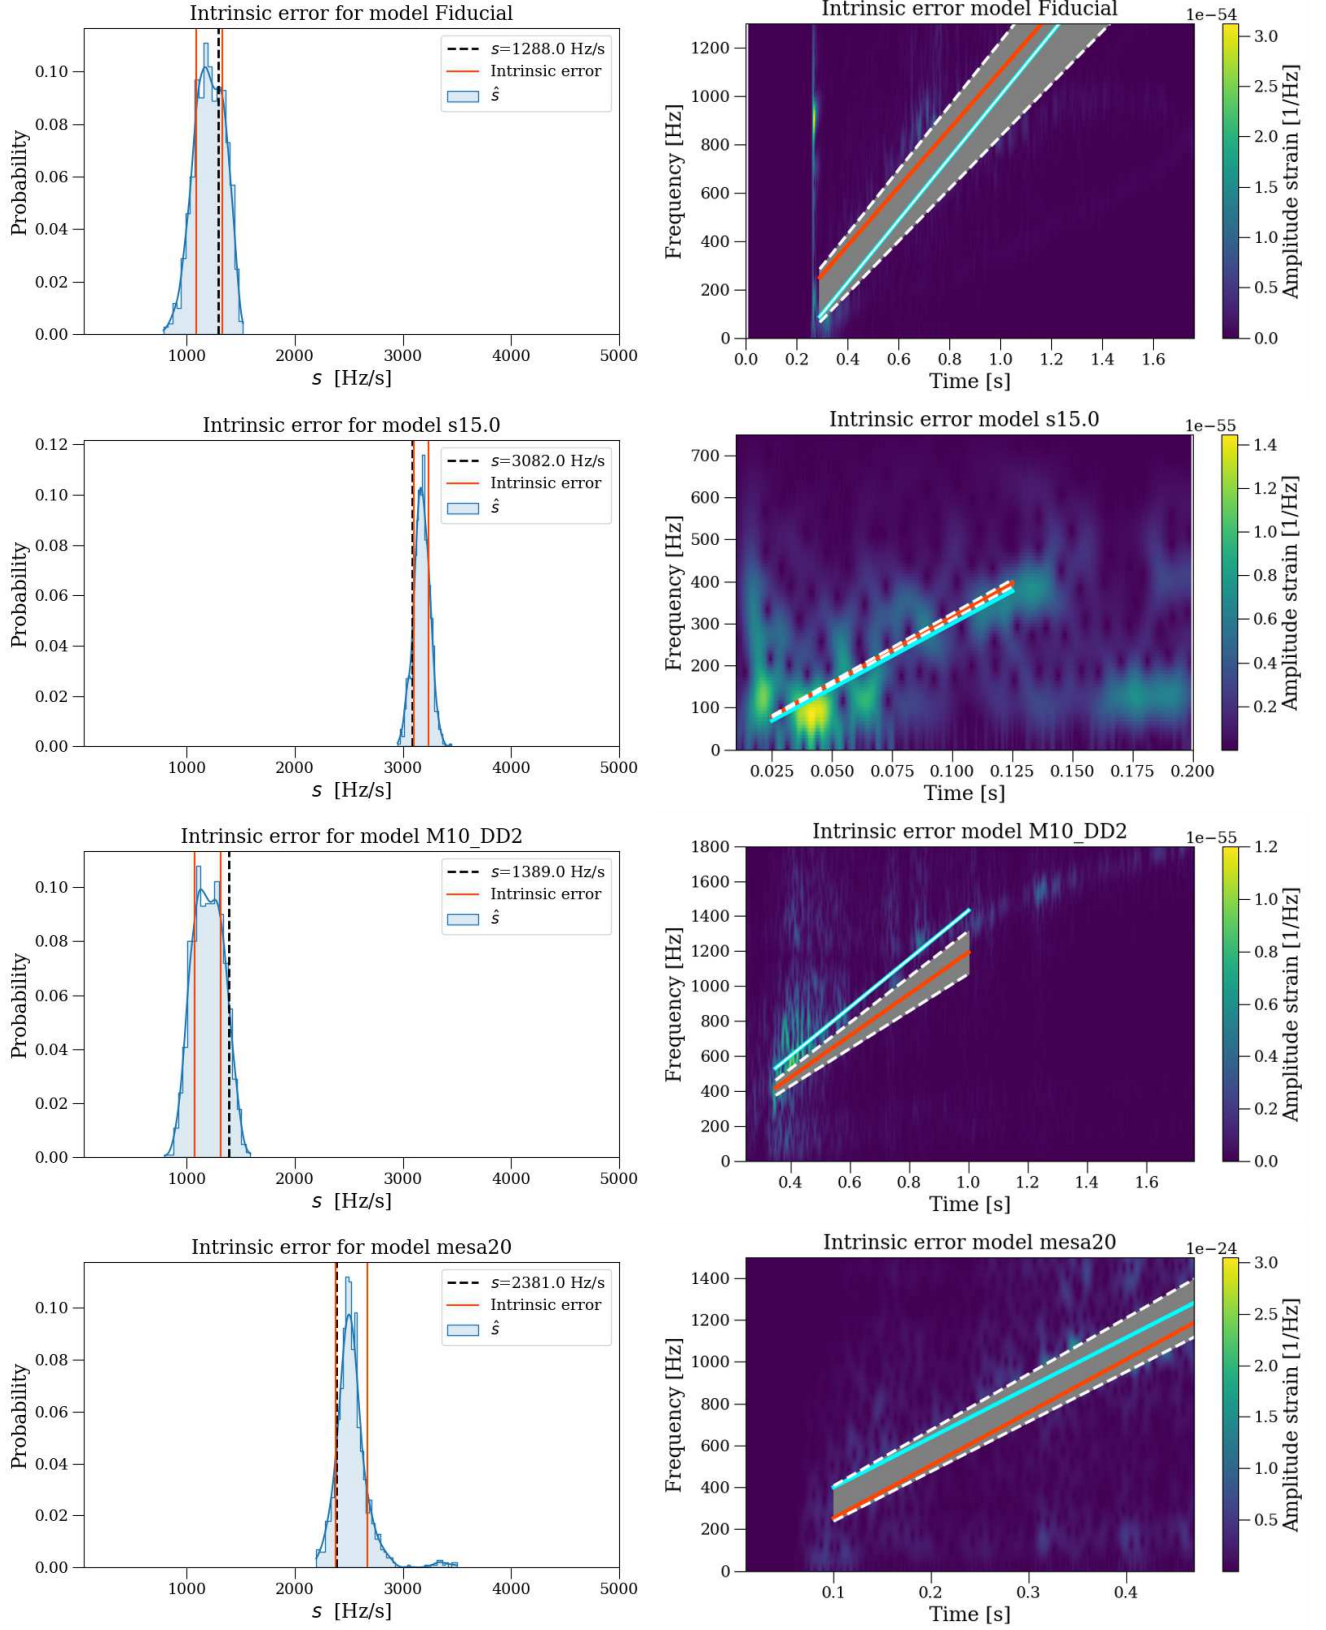 Intrinsic error for model Fiducial
Probability
0.10
0.08
0.06
0.04
0.02
0.00
s=1288.0 Hz/s
Intrinsic error
ŝ
1000 2000 3000 4000 5000
s [Hz/s]
Intrinsic error model Fiducial
1e−54
Frequency [Hz]
1200
1000
800
600
400
200
0
0.0 0.2 0.4 0.6 0.8 1.0 1.2 1.4 1.6
Time [s]
3.0
2.5
2.0
1.5
1.0
0.5
0.0
Amplitude strain [1/Hz]
Intrinsic error for model s15.0
Probability
0.12
0.10
0.08
0.06
0.04
0.02
0.00
s=3082.0 Hz/s
Intrinsic error
ŝ
1000 2000 3000 4000 5000
s [Hz/s]
Intrinsic error model s15.0
1e−55
Frequency [Hz]
700
600
500
400
300
200
100
0
0.025 0.050 0.075 0.100 0.125 0.150 0.175 0.200
Time [s]
1.4
1.2
1.0
0.8
0.6
0.4
0.2
Amplitude strain [1/Hz]
Intrinsic error for model M10_DD2
Probability
0.10
0.08
0.06
0.04
0.02
0.00
s=1389.0 Hz/s
Intrinsic error
ŝ
1000 2000 3000 4000 5000
s [Hz/s]
Intrinsic error model M10_DD2
1e−55
Frequency [Hz]
1800
1600
1400
1200
1000
800
600
400
200
0
0.4 0.6 0.8 1.0 1.2 1.4 1.6
Time [s]
1.2
1.0
0.8
0.6
0.4
0.2
0.0
Amplitude strain [1/Hz]
Intrinsic error for model mesa20
Probability
0.10
0.08
0.06
0.04
0.02
0.00
s=2381.0 Hz/s
Intrinsic error
ŝ
1000 2000 3000 4000 5000
s [Hz/s]
Intrinsic error model mesa20
1e−24
Frequency [Hz]
1400
1200
1000
800
600
400
200
0
0.1 0.2 0.3 0.4
Time [s]
3.0
2.5
2.0
1.5
1.0
0.5
Amplitude strain [1/Hz]